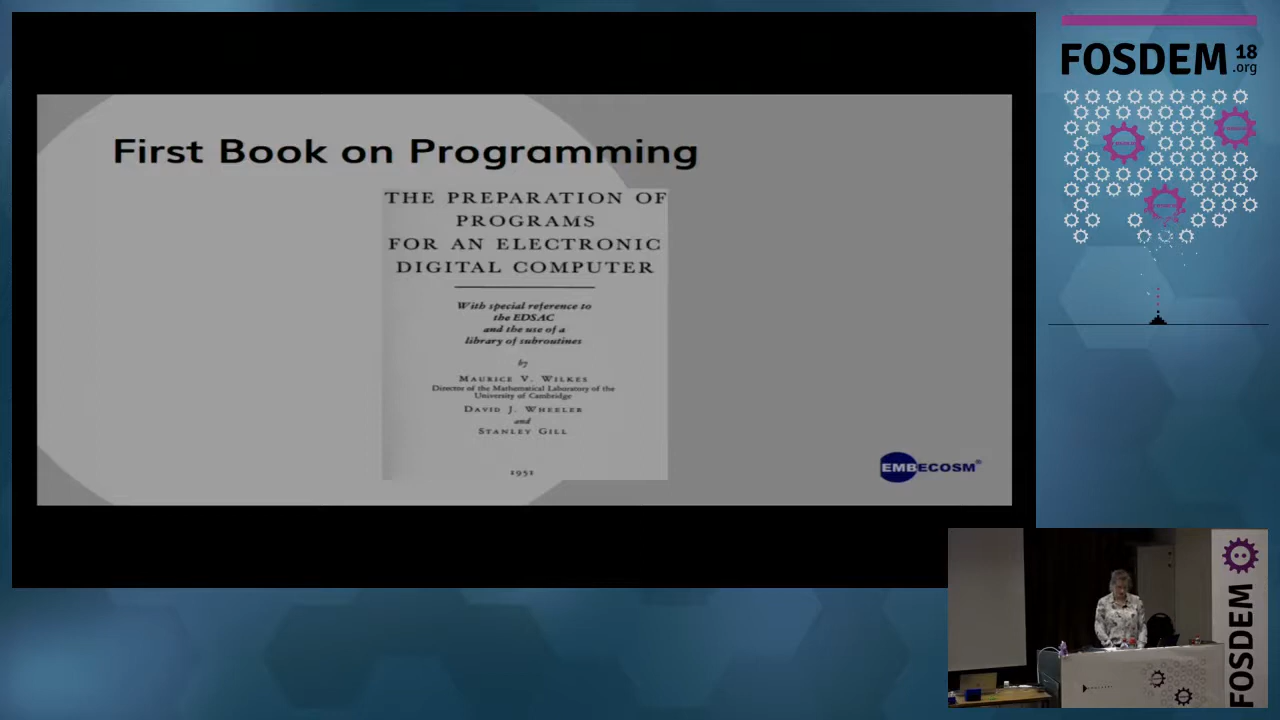 First Book on Programming
THE PREPARATION OF
PROGRAMS
FOR AN ELECTRONIC
DIGITAL COMPUTER
With special reference to
the EDSAC
and the use of a
library of subroutines
by
MAURICE V. WILKES
Director of the Mathematical Laboratory of the
University of Cambridge
DAVID J. WHEELER
and
STANLEY GILL
1951
EMBECOSM®
FOSDEM 18
.org
FOSDEM